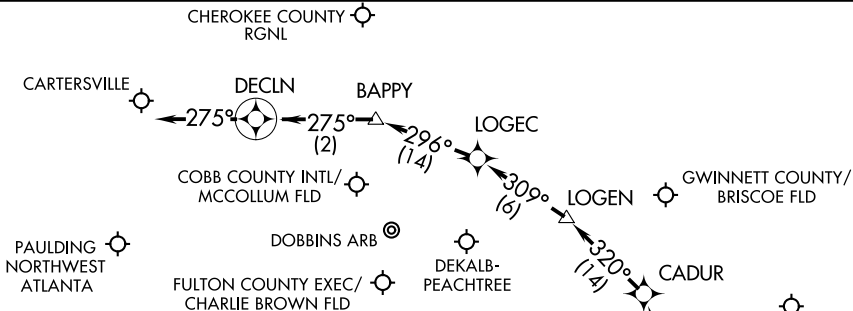 CHEROKEE COUNTY
RGNL
CARTERSVILLE
DECLN
BAPPY
LOGEC
275°
275°
(2)
296°
(14)
309°
(6)
LOGEN
GWINNETT COUNTY/
BRISCOE FLD
COBB COUNTY INTL/
MCCOLLUM FLD
DOBBINS ARB
PAULDING
NORTHWEST
ATLANTA
DEKALB-
PEACHTREE
320°
(14)
CADUR
FULTON COUNTY EXEC/
CHARLIE BROWN FLD